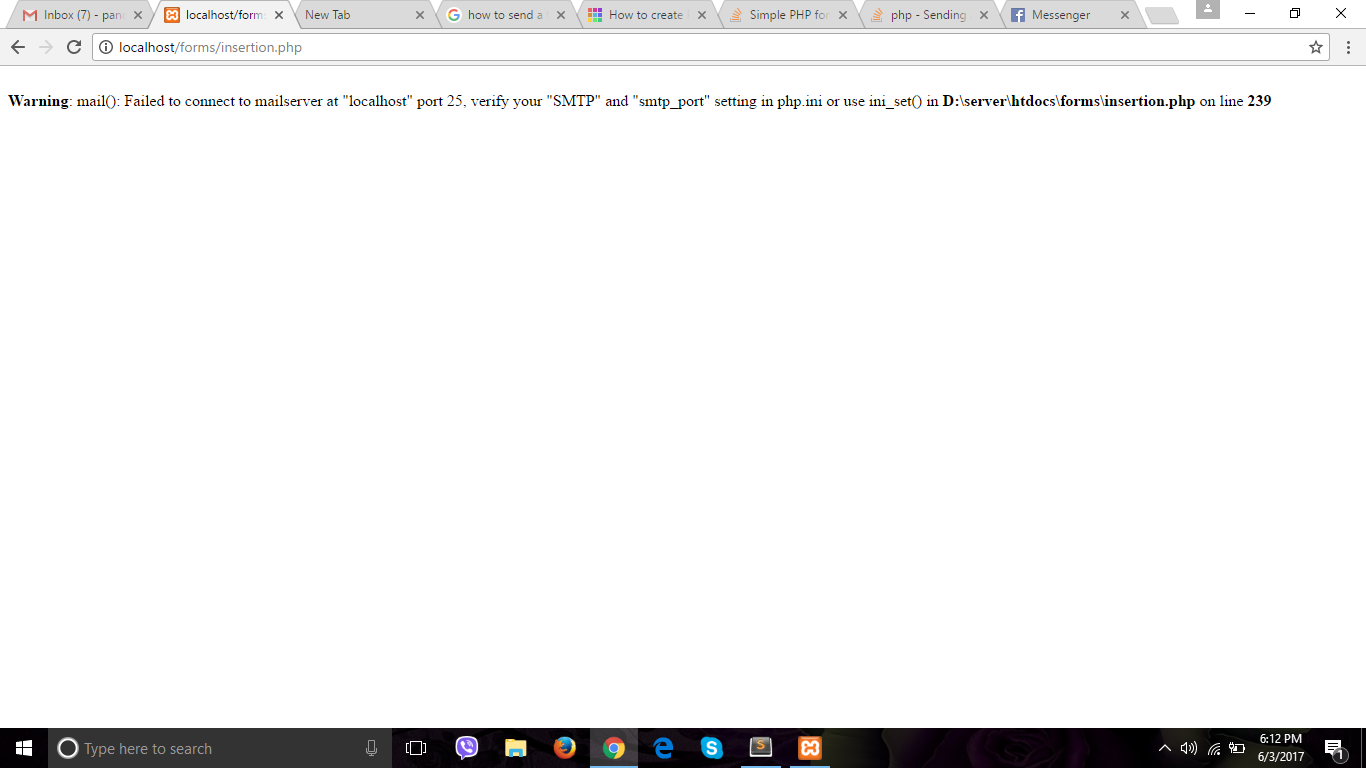 Inbox (7) - pan
localhost/form
New Tab
how to send a
How to create
Simple PHP for
php - Sending
Messenger
localhost/forms/insertion.php
Warning: mail(): Failed to connect to mailserver at "localhost" port 25, verify your "SMTP" and "smtp_port" setting in php.ini or use ini_set() in D:\server\htdocs\forms\insertion.php on line 239
Type here to search
6:12 PM
6/3/2017
1